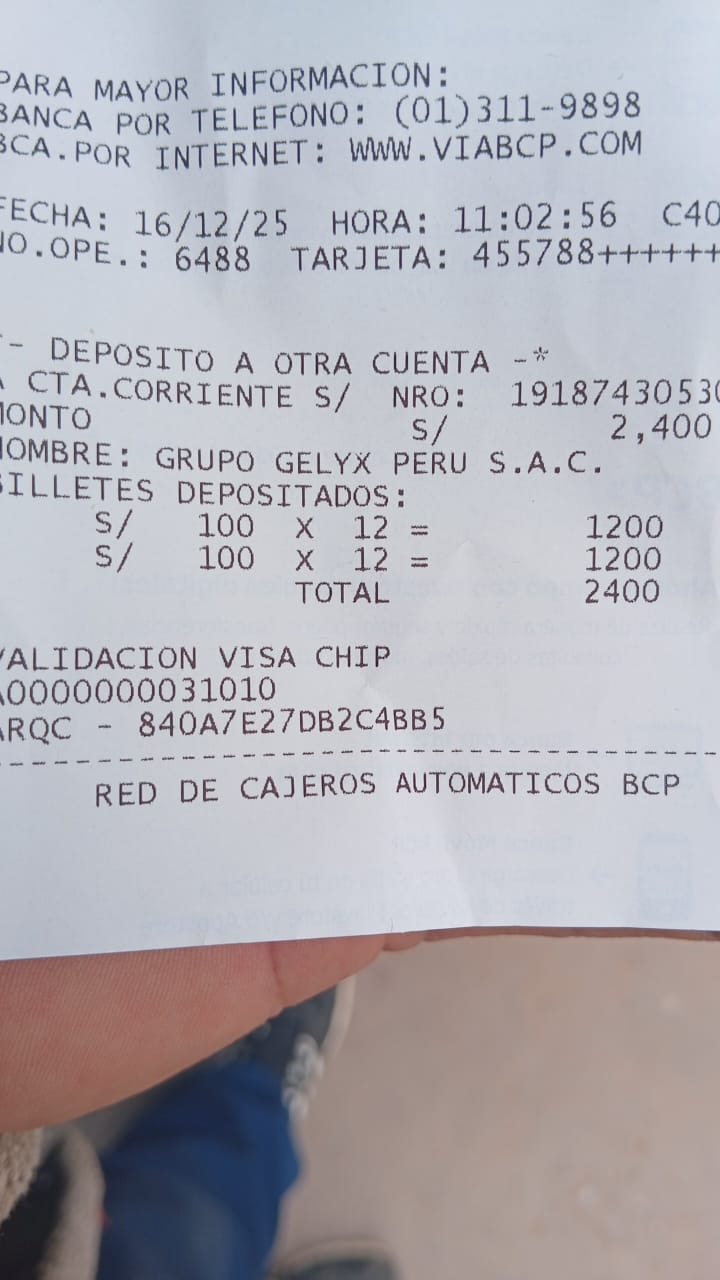 PARA MAYOR INFORMACION:
BANCA POR TELEFONO: (01)311-9898
BCA.POR INTERNET: WWW.VIABCP.COM
FECHA: 16/12/25 HORA: 11:02:56 C40
NO.OPE.: 6488 TARJETA: 455788++++++
- DEPOSITO A OTRA CUENTA -*
A CTA.CORRIENTE S/ NRO: 1918743053
MONTO S/ 2,400
NOMBRE: GRUPO GELYX PERU S.A.C.
BILLETES DEPOSITADOS:
S/ 100 X 12 = 1200
S/ 100 X 12 = 1200
TOTAL 2400
VALIDACION VISA CHIP
A0000000031010
ARQC - 840A7E27DB2C4BB5
RED DE CAJEROS AUTOMATICOS BCP